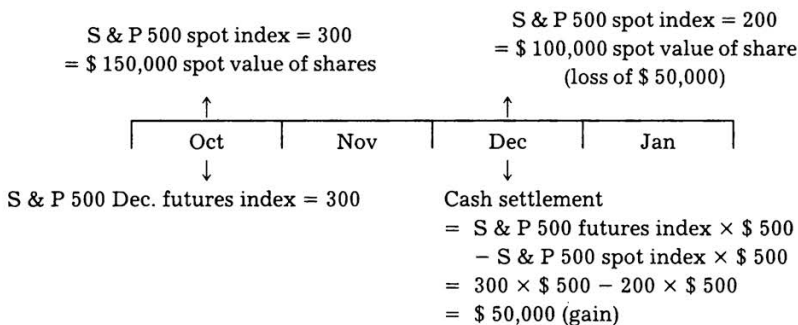 S & P 500 spot index = 300
= $ 150,000 spot value of shares
S & P 500 spot index = 200
= $ 100,000 spot value of share
(loss of $ 50,000)
Oct Nov Dec Jan
S & P 500 Dec. futures index = 300
Cash settlement
= S & P 500 futures index × $ 500
− S & P 500 spot index × $ 500
= 300 × $ 500 − 200 × $ 500
= $ 50,000 (gain)